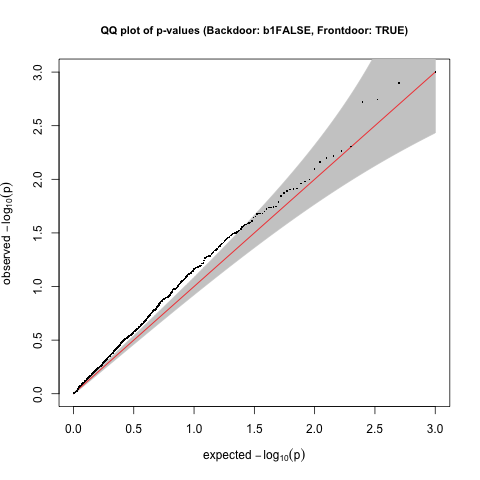 QQ plot of p-values (Backdoor: b1FALSE, Frontdoor: TRUE)
observed −log₁₀(p)
3.0
2.5
2.0
1.5
1.0
0.5
0.0
0.0 0.5 1.0 1.5 2.0 2.5 3.0
expected −log₁₀(p)